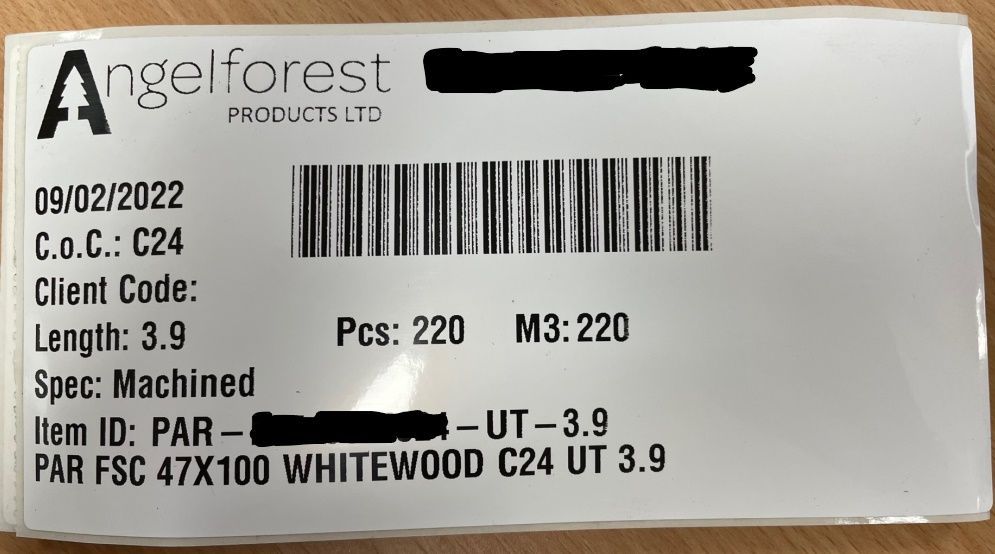 Angelforest
PRODUCTS LTD
09/02/2022
C.o.C.: C24
Client Code:
Length: 3.9 Pcs: 220 M3: 220
Spec: Machined
Item ID: PAR – – UT – 3.9
PAR FSC 47X100 WHITEWOOD C24 UT 3.9